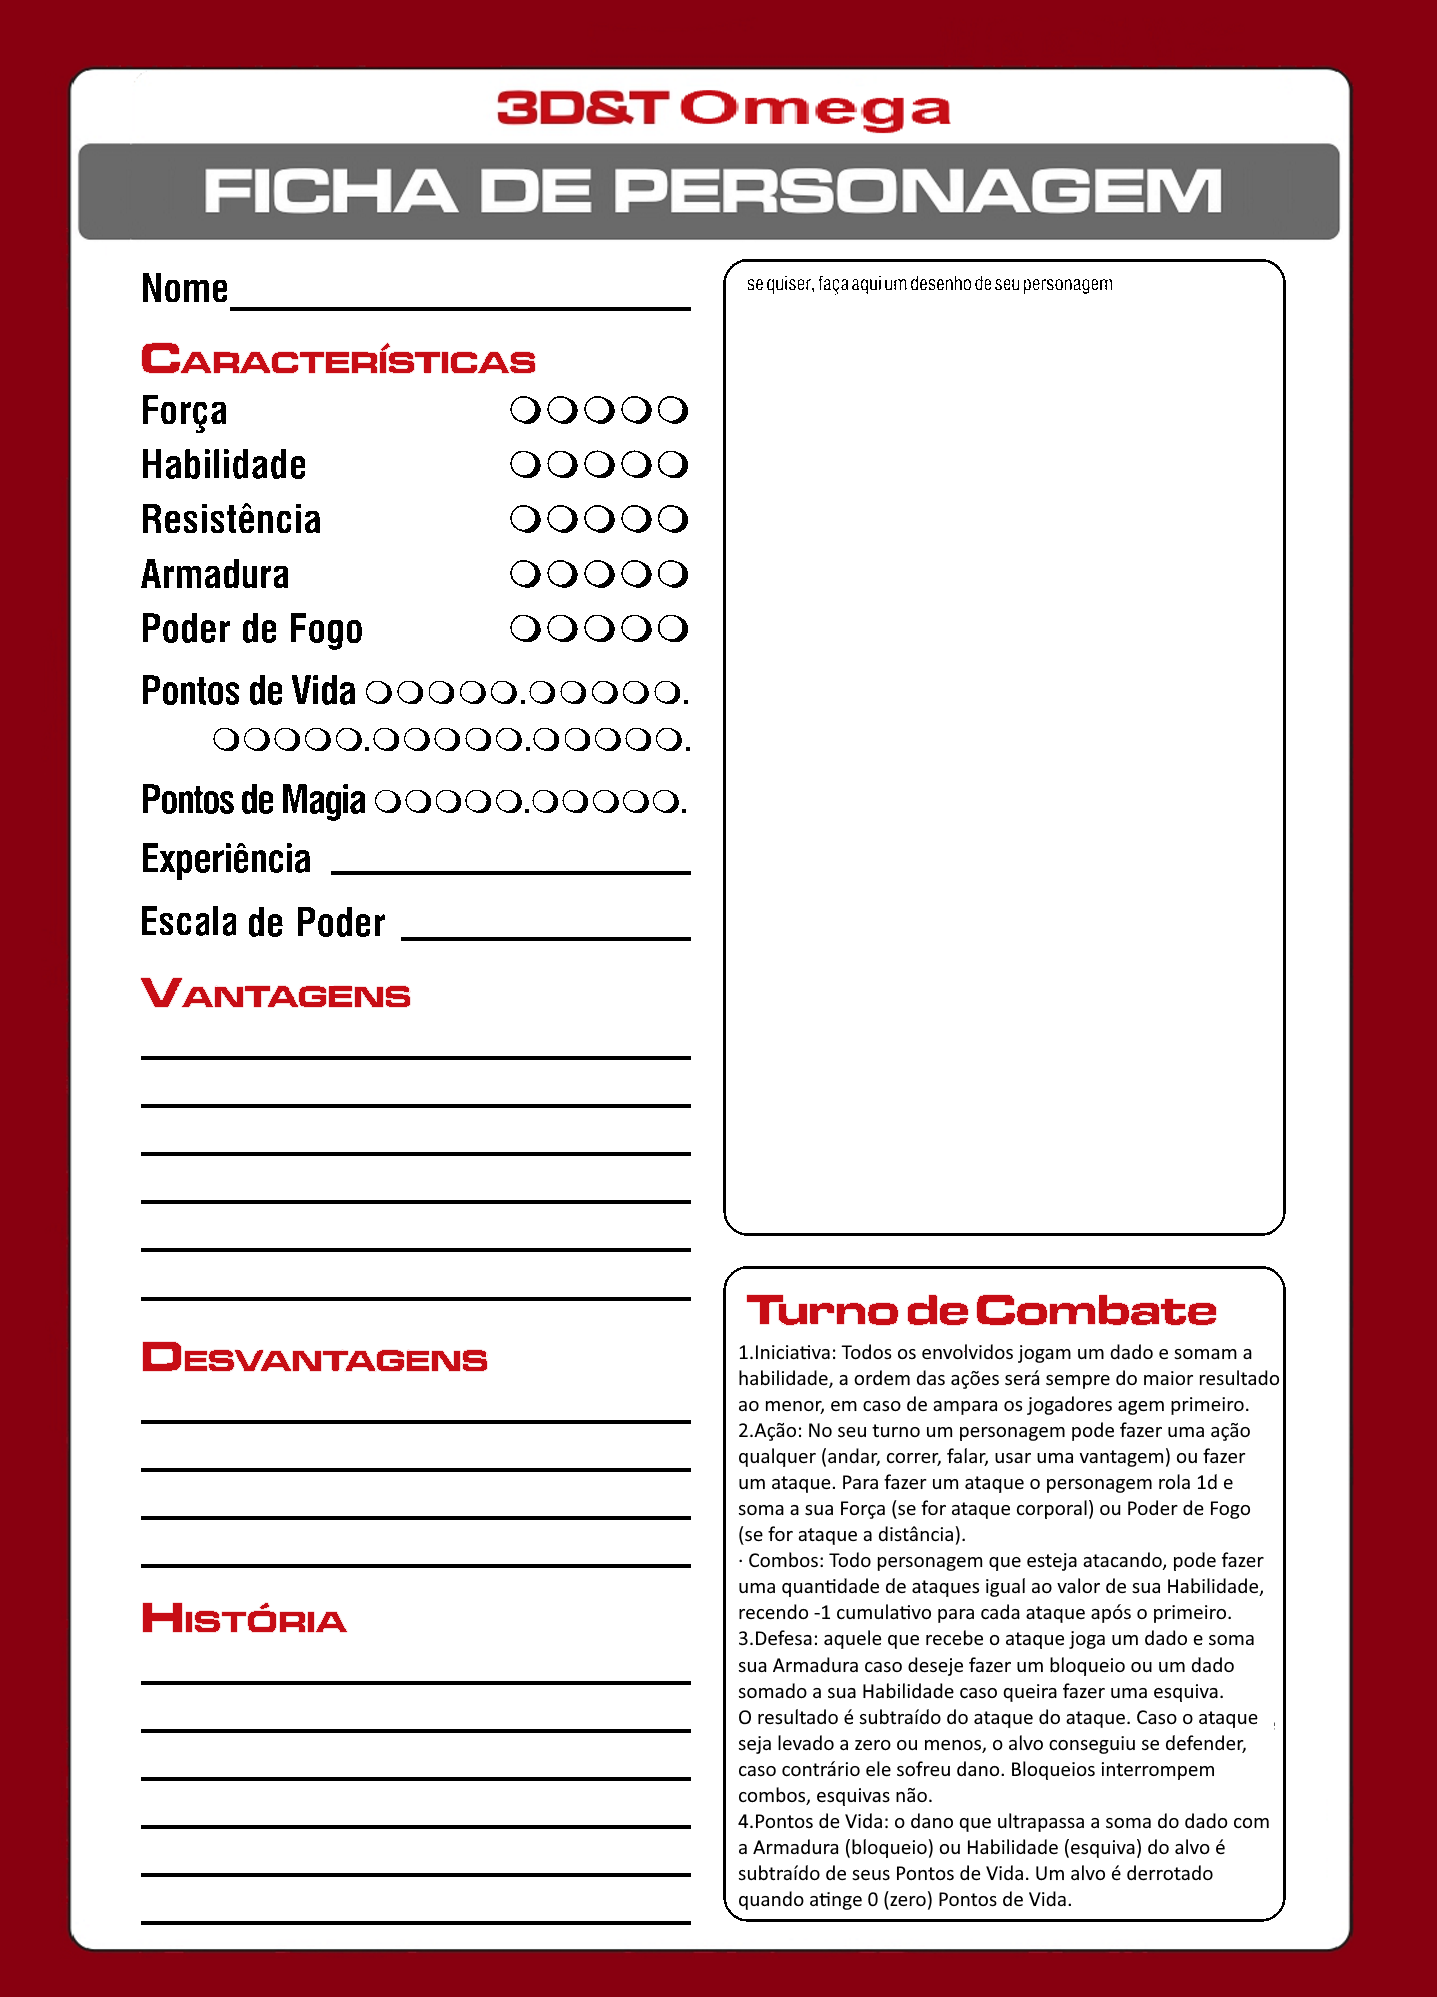 3D&T Omega
FICHA DE PERSONAGEM
Nome
CARACTERÍSTICAS
Força
Habilidade
Resistência
Armadura
Poder de Fogo
Pontos de Vida
Pontos de Magia
Experiência
Escala de Poder
VANTAGENS
DESVANTAGENS
HISTÓRIA
se quiser, faça aqui um desenho de seu personagem
Turno de Combate
1.Iniciativa: Todos os envolvidos jogam um dado e somam a
habilidade, a ordem das ações será sempre do maior resultado
ao menor, em caso de ampara os jogadores agem primeiro.
2.Ação: No seu turno um personagem pode fazer uma ação
qualquer (andar, correr, falar, usar uma vantagem) ou fazer
um ataque. Para fazer um ataque o personagem rola 1d e
soma a sua Força (se for ataque corporal) ou Poder de Fogo
(se for ataque a distância).
· Combos: Todo personagem que esteja atacando, pode fazer
uma quantidade de ataques igual ao valor de sua Habilidade,
recendo -1 cumulativo para cada ataque após o primeiro.
3.Defesa: aquele que recebe o ataque joga um dado e soma
sua Armadura caso deseje fazer um bloqueio ou um dado
somado a sua Habilidade caso queira fazer uma esquiva.
O resultado é subtraído do ataque do ataque. Caso o ataque
seja levado a zero ou menos, o alvo conseguiu se defender,
caso contrário ele sofreu dano. Bloqueios interrompem
combos, esquivas não.
4.Pontos de Vida: o dano que ultrapassa a soma do dado com
a Armadura (bloqueio) ou Habilidade (esquiva) do alvo é
subtraído de seus Pontos de Vida. Um alvo é derrotado
quando atinge 0 (zero) Pontos de Vida.